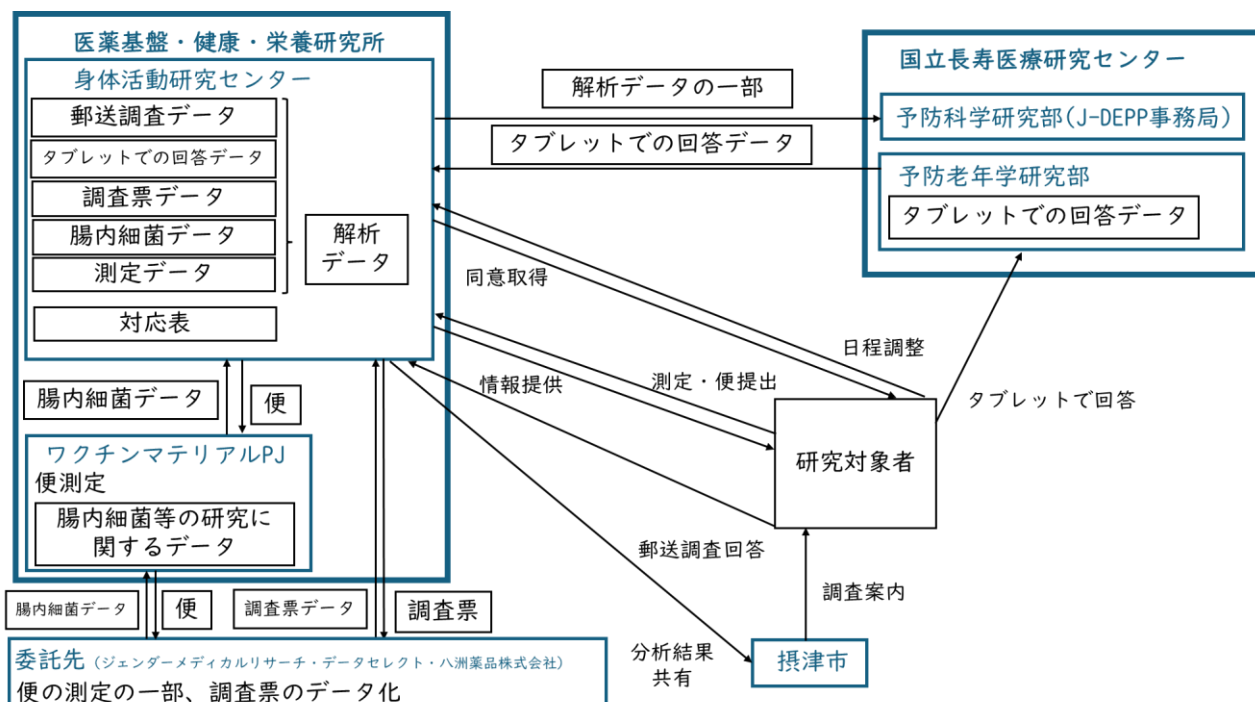 医薬基盤・健康・栄養研究所
身体活動研究センター
郵送調査データ
タブレットでの回答データ
調査票データ
腸内細菌データ
測定データ
解析
データ
対応表
腸内細菌データ
便
ワクチンマテリアルPJ
便測定
腸内細菌等の研究に
関するデータ
腸内細菌データ
便
調査票データ
調査票
委託先（ジェンダーメディカルリサーチ・データセレクト・八洲薬品株式会社）
便の測定の一部、調査票のデータ化
解析データの一部
タブレットでの回答データ
国立長寿医療研究センター
予防科学研究部(J-DEPP事務局)
予防老年学研究部
タブレットでの回答データ
同意取得
日程調整
情報提供
測定・便提出
タブレットで回答
研究対象者
郵送調査回答
調査案内
分析結果
共有
摂津市